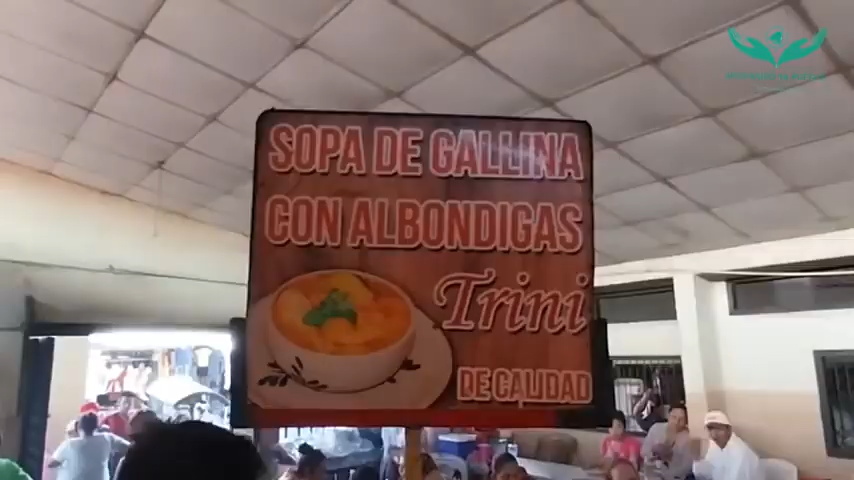 SOPA DE GALLINA
CON ALBONDIGAS
Trini
DE CALIDAD